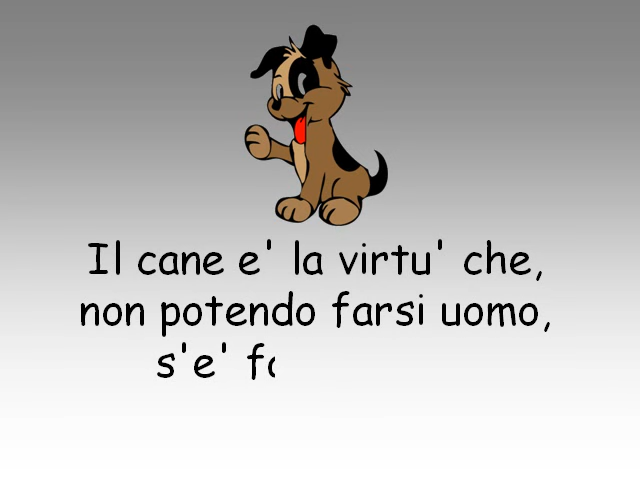 Il cane e' la virtu' che,
non potendo farsi uomo,
s'e'